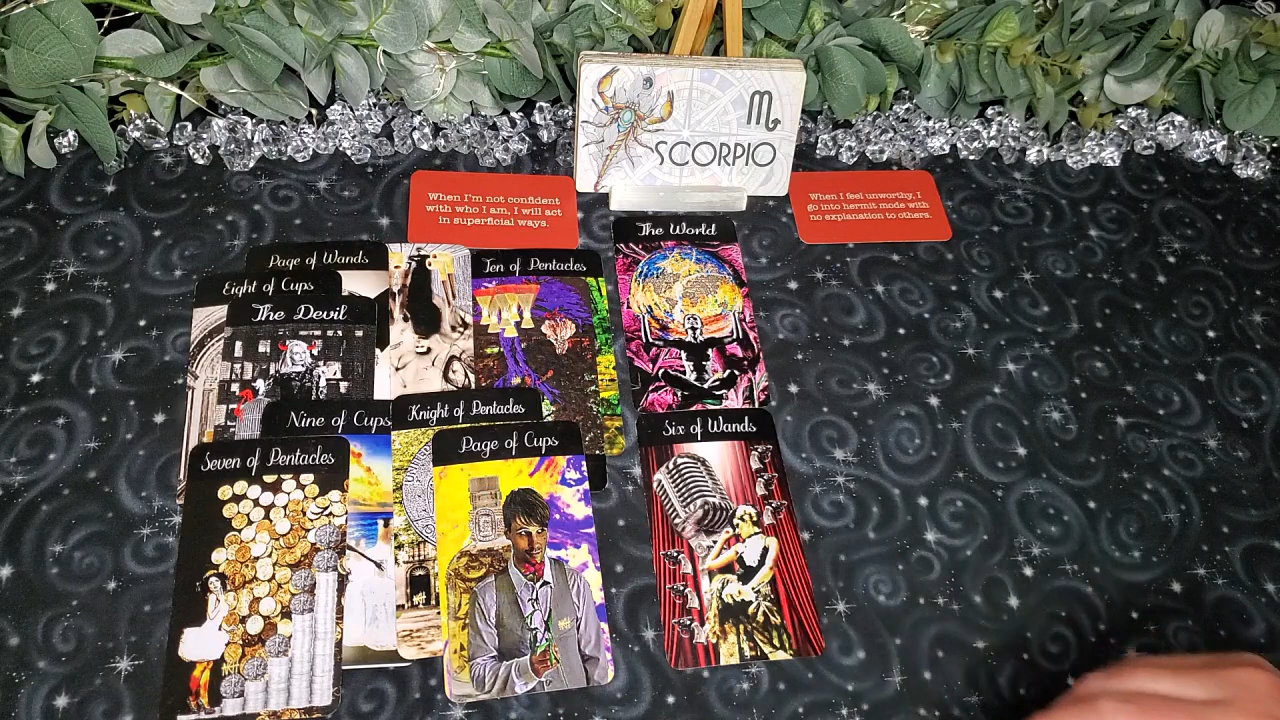 ♏
SCORPIO
When I'm not confident
with who I am, I will act
in superficial ways.
When I feel unworthy, I
go into hermit mode with
no explanation to others.
The World
Page of Wands
Ten of Pentacles
Eight of Cups
The Devil
Nine of Cups
Knight of Pentacles
Six of Wands
Page of Cups
Seven of Pentacles